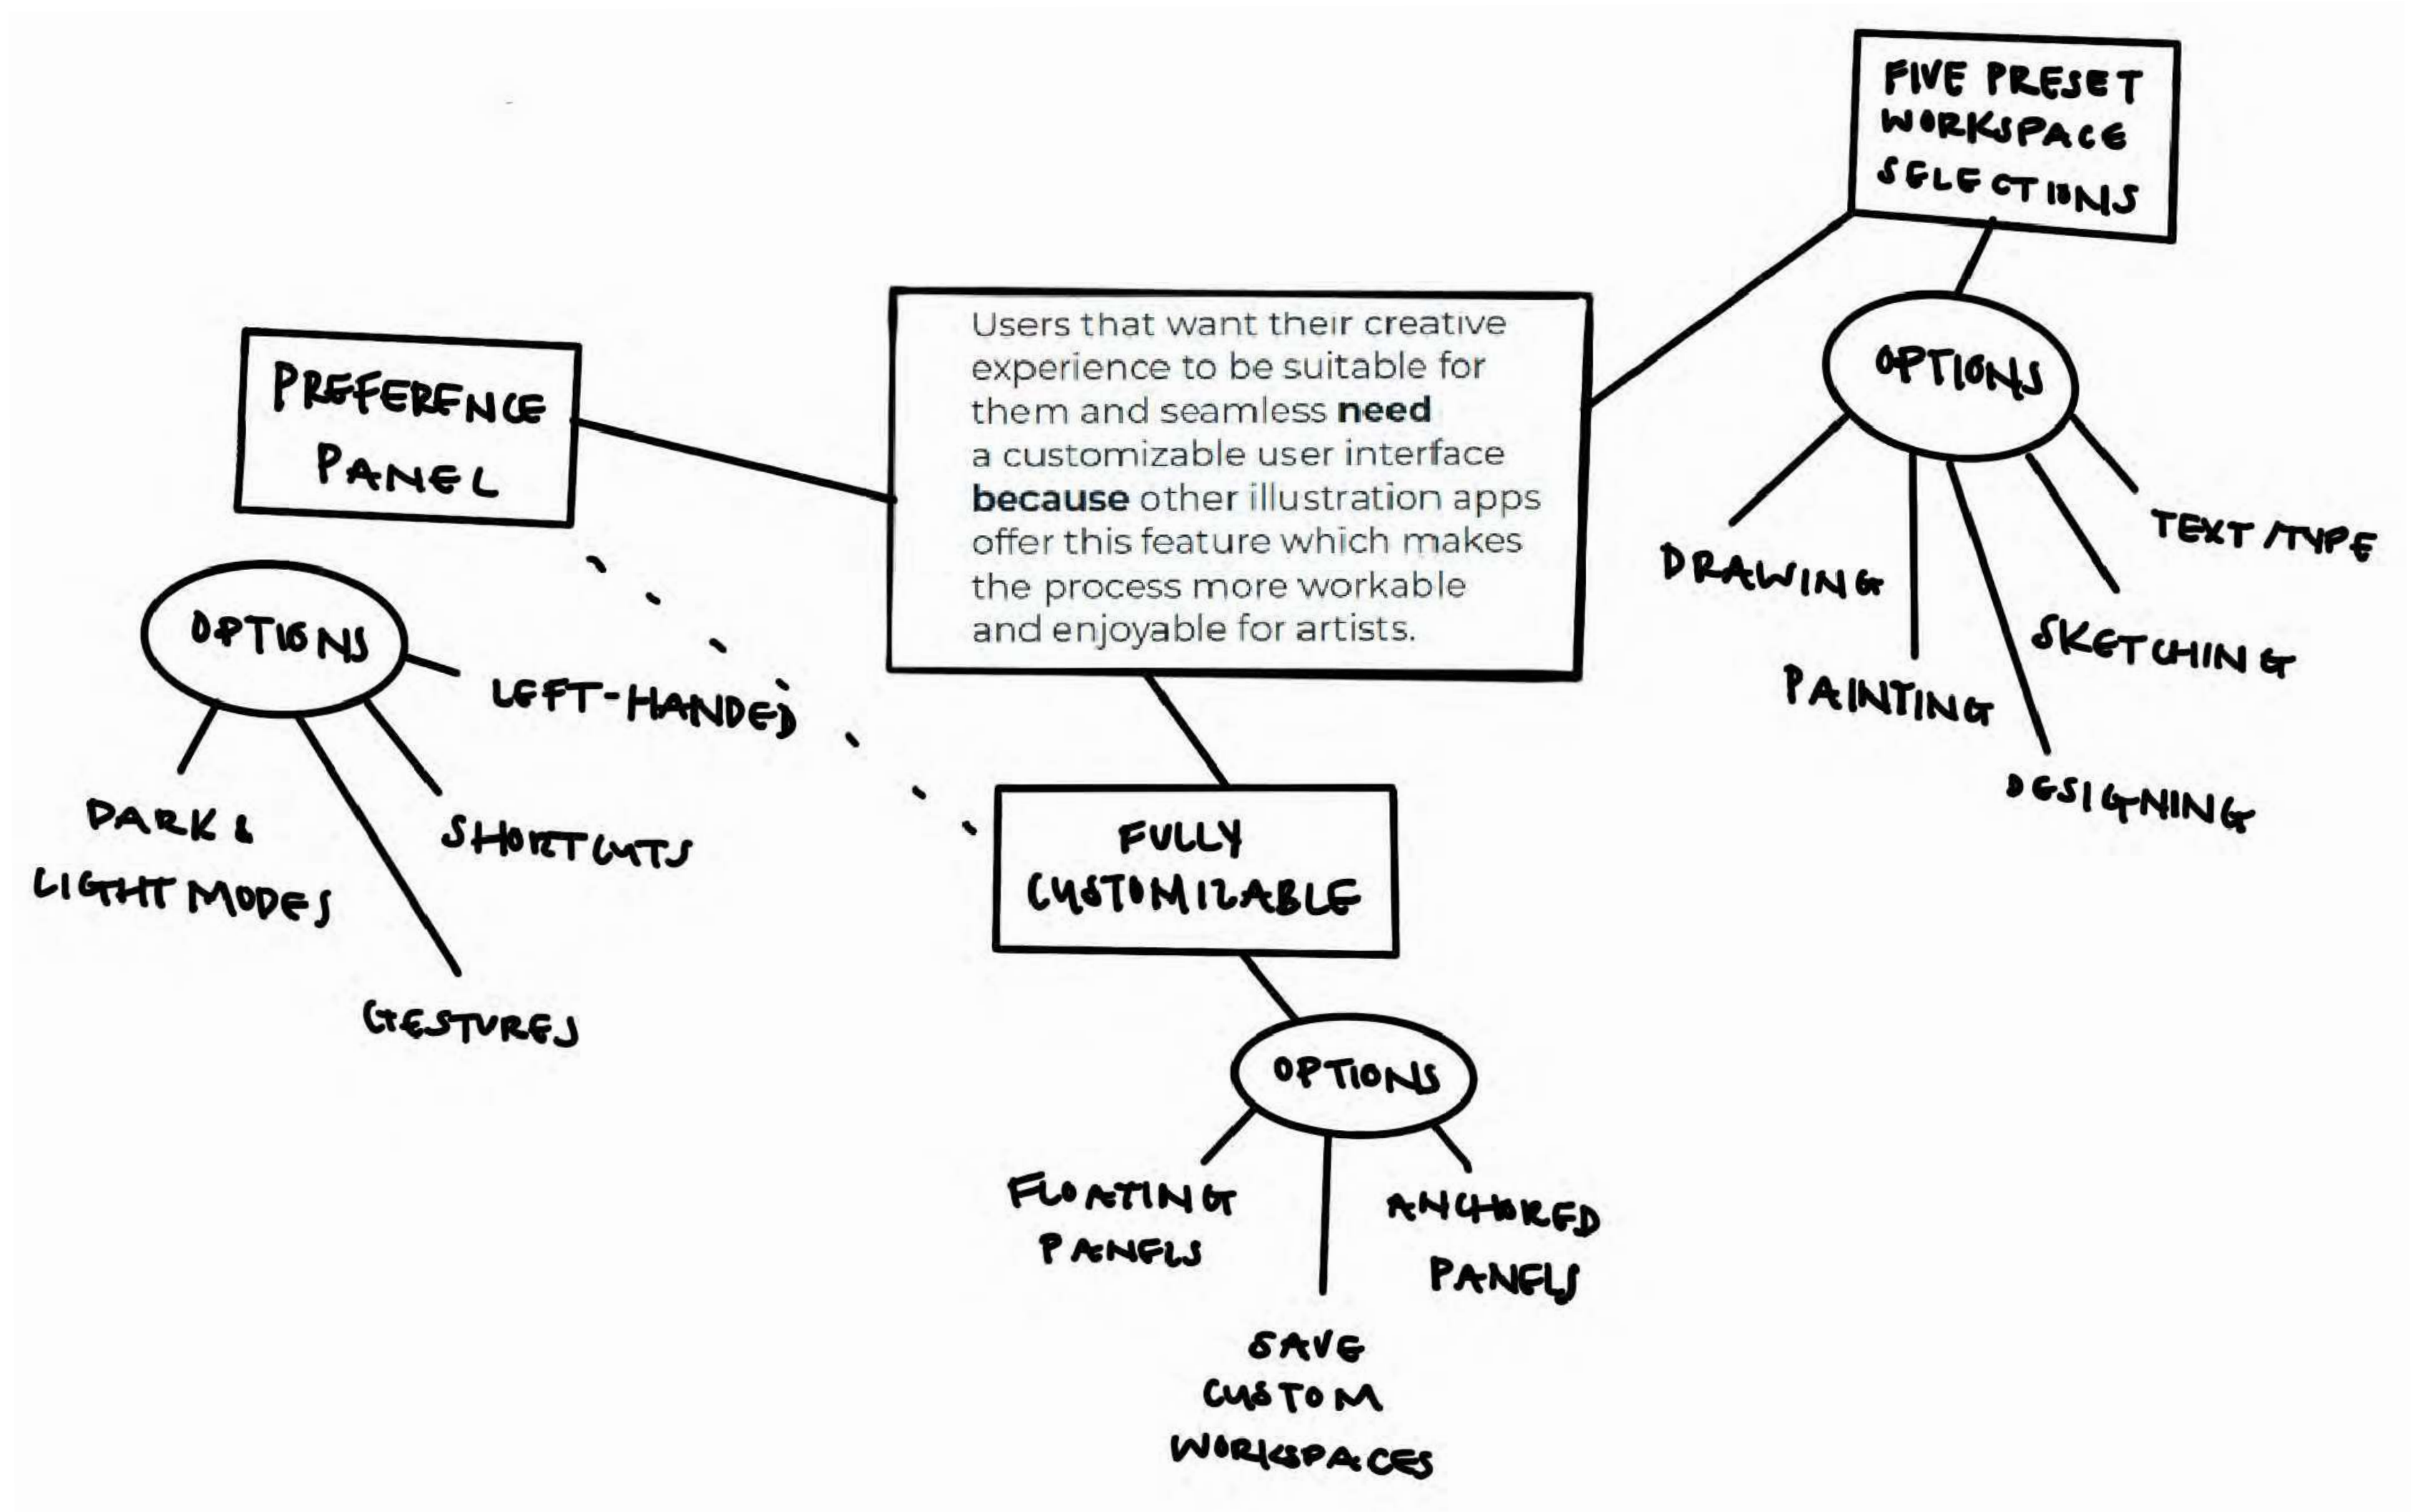 FIVE PRESET
WORKSPACE
SELECTIONS
OPTIONS
DRAWING
PAINTING
DESIGNING
SKETCHING
TEXT/TYPE
Users that want their creative
experience to be suitable for
them and seamless need
a customizable user interface
because other illustration apps
offer this feature which makes
the process more workable
and enjoyable for artists.
PREFERENCE
PANEL
OPTIONS
LEFT-HANDED
SHORTCUTS
GESTURES
DARK &
LIGHT MODES
FULLY
CUSTOMIZABLE
OPTIONS
FLOATING
PANELS
SAVE
CUSTOM
WORKSPACES
ANCHORED
PANELS